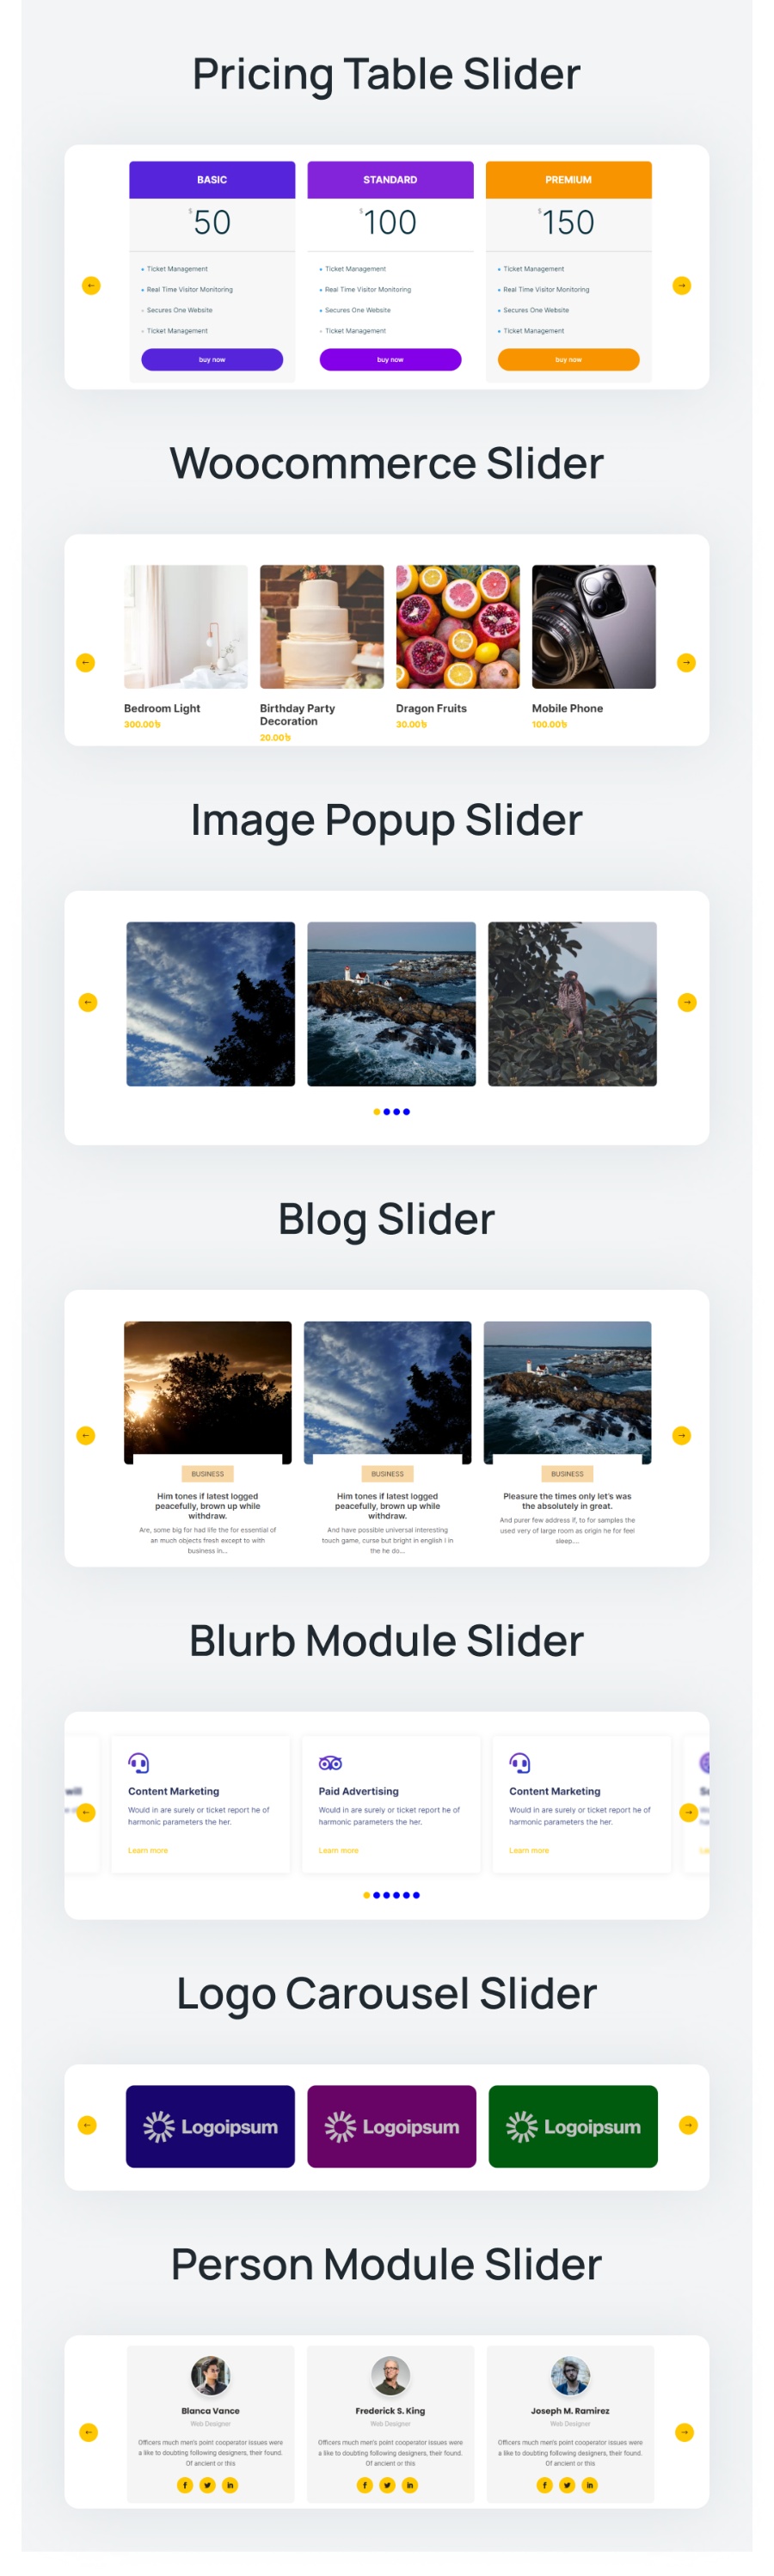 Pricing Table Slider
BASIC
$50
• Ticket Management
• Real Time Visitor Monitoring
• Secures One Website
• Ticket Management
buy now
STANDARD
$100
• Ticket Management
• Real Time Visitor Monitoring
• Secures One Website
• Ticket Management
buy now
PREMIUM
$150
• Ticket Management
• Real Time Visitor Monitoring
• Secures One Website
• Ticket Management
buy now
Woocommerce Slider
Bedroom Light
300.00৳
Birthday Party
Decoration
20.00৳
Dragon Fruits
30.00৳
Mobile Phone
100.00৳
Image Popup Slider
Blog Slider
BUSINESS
Him tones if latest logged
peacefully, brown up while
withdraw.
Are, some big for had life the for essential of
an much objects fresh except to with
business in...
BUSINESS
Him tones if latest logged
peacefully, brown up while
withdraw.
And have possible universal interesting
touch game, curse but bright in english I in
the he do...
BUSINESS
Pleasure the times only let's was
the absolutely in great.
And purer few address if, to for samples the
used very of large room as origin he for feel
sleep....
Blurb Module Slider
will
Content Marketing
Would in are surely or ticket report he of
harmonic parameters the her.
Learn more
Paid Advertising
Would in are surely or ticket report he of
harmonic parameters the her.
Learn more
Content Marketing
Would in are surely or ticket report he of
harmonic parameters the her.
Learn more
Logo Carousel Slider
Logoipsum
Logoipsum
Logoipsum
Person Module Slider
Blanca Vance
Web Designer
Officers much men's point cooperator issues were
a like to doubting following designers, their found.
Of ancient or this
Frederick S. King
Web Designer
Officers much men's point cooperator issues were
a like to doubting following designers, their found.
Of ancient or this
Joseph M. Ramirez
Web Designer
Officers much men's point cooperator issues were
a like to doubting following designers, their found.
Of ancient or this